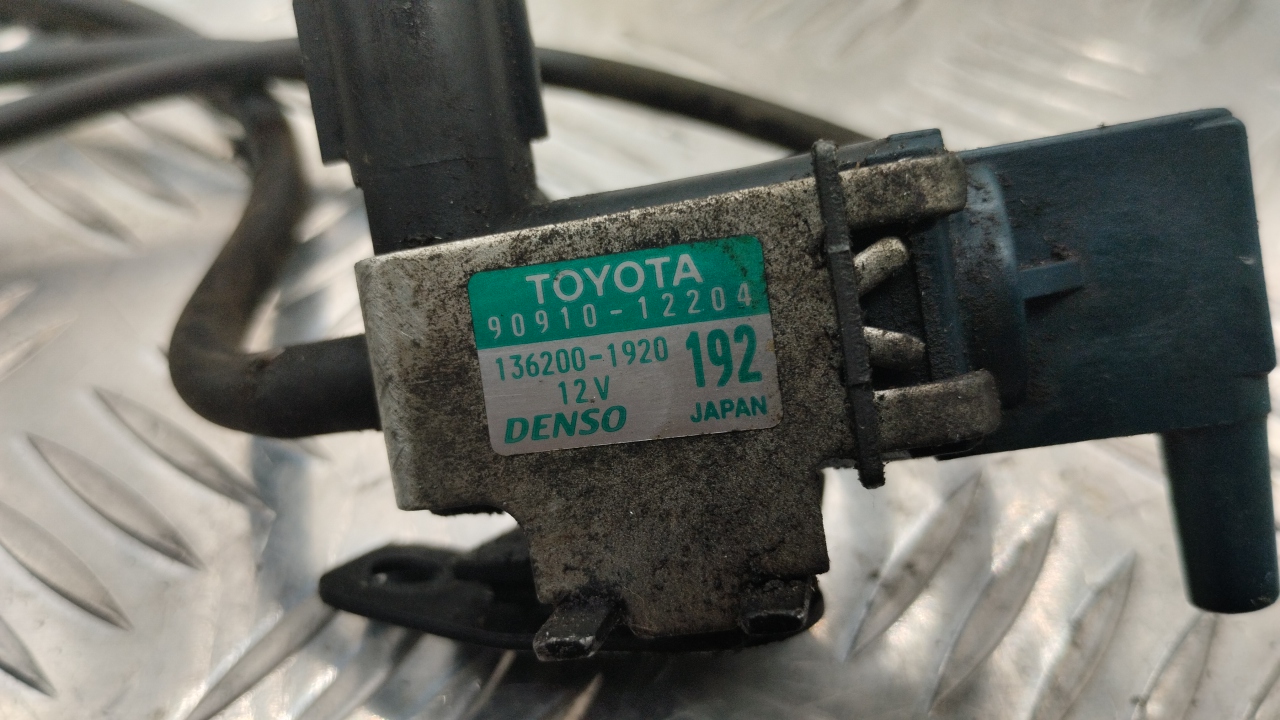 TOYOTA
90910-12204
136200-1920
12V
192
DENSO
JAPAN